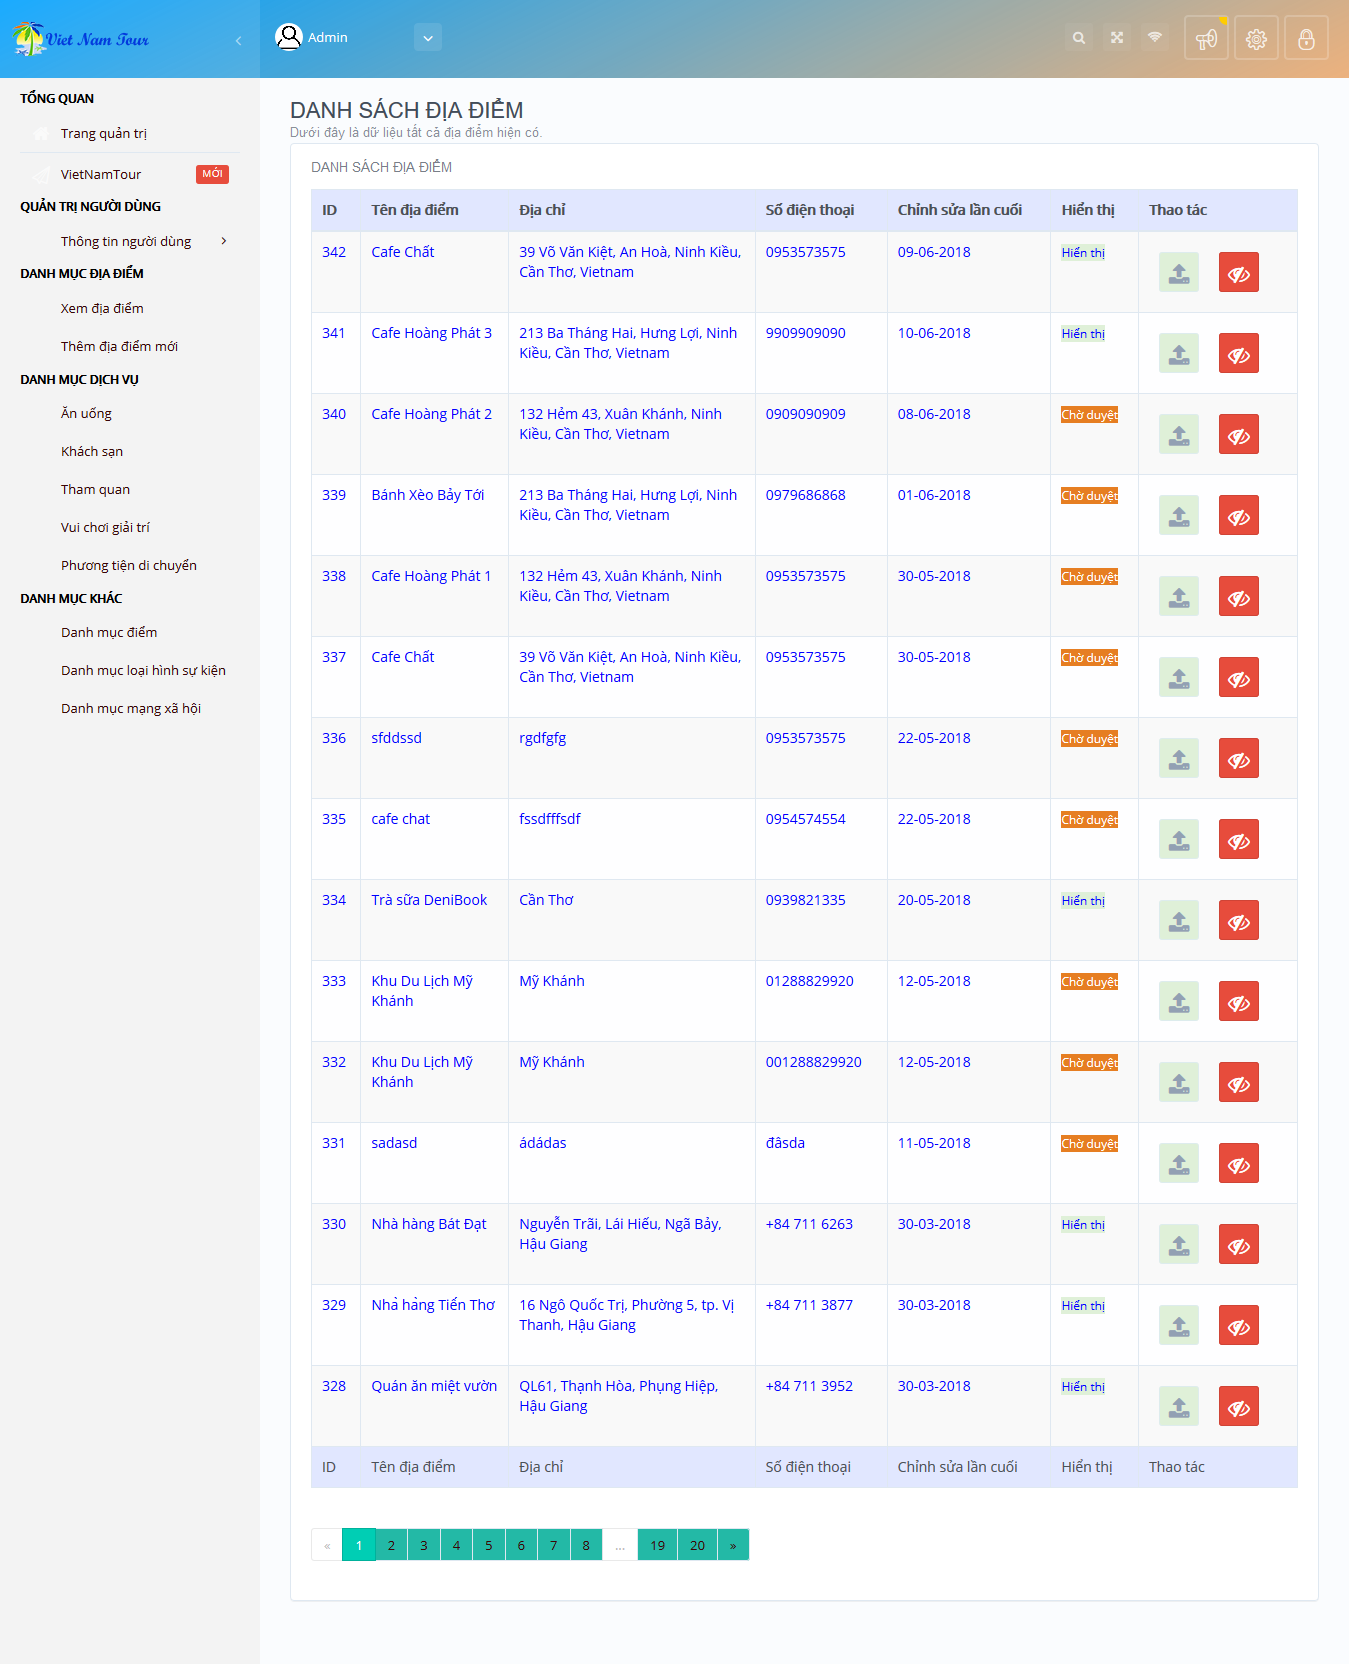 Viet Nam Tour
Admin
TỔNG QUAN
Trang quản trị
VietNamTour MỚI
QUẢN TRỊ NGƯỜI DÙNG
Thông tin người dùng
DANH MỤC ĐỊA ĐIỂM
Xem địa điểm
Thêm địa điểm mới
DANH MỤC DỊCH VỤ
Ăn uống
Khách sạn
Tham quan
Vui chơi giải trí
Phương tiện di chuyển
DANH MỤC KHÁC
Danh mục điểm
Danh mục loại hình sự kiện
Danh mục mạng xã hội
DANH SÁCH ĐỊA ĐIỂM
Dưới đây là dữ liệu tất cả địa điểm hiện có.
DANH SÁCH ĐỊA ĐIỂM
ID Tên địa điểm Địa chỉ Số điện thoại Chỉnh sửa lần cuối Hiển thị Thao tác
342 Cafe Chất 39 Võ Văn Kiệt, An Hoà, Ninh Kiều, 0953573575 09-06-2018 Hiển thị
Cần Thơ, Vietnam
341 Cafe Hoàng Phát 3 213 Ba Tháng Hai, Hưng Lợi, Ninh 9909909090 10-06-2018 Hiển thị
Kiều, Cần Thơ, Vietnam
340 Cafe Hoàng Phát 2 132 Hẻm 43, Xuân Khánh, Ninh 0909090909 08-06-2018 Chờ duyệt
Kiều, Cần Thơ, Vietnam
339 Bánh Xèo Bảy Tới 213 Ba Tháng Hai, Hưng Lợi, Ninh 0979686868 01-06-2018 Chờ duyệt
Kiều, Cần Thơ, Vietnam
338 Cafe Hoàng Phát 1 132 Hẻm 43, Xuân Khánh, Ninh 0953573575 30-05-2018 Chờ duyệt
Kiều, Cần Thơ, Vietnam
337 Cafe Chất 39 Võ Văn Kiệt, An Hoà, Ninh Kiều, 0953573575 30-05-2018 Chờ duyệt
Cần Thơ, Vietnam
336 sfddssd rgdfgfg 0953573575 22-05-2018 Chờ duyệt
335 cafe chat fssdfffsdf 0954574554 22-05-2018 Chờ duyệt
334 Trà sữa DeniBook Cần Thơ 0939821335 20-05-2018 Hiển thị
333 Khu Du Lịch Mỹ Mỹ Khánh 01288829920 12-05-2018 Chờ duyệt
Khánh
332 Khu Du Lịch Mỹ Mỹ Khánh 001288829920 12-05-2018 Chờ duyệt
Khánh
331 sadasd ádádas đâsda 11-05-2018 Chờ duyệt
330 Nhà hàng Bát Đạt Nguyễn Trãi, Lái Hiếu, Ngã Bảy, +84 711 6263 30-03-2018 Hiển thị
Hậu Giang
329 Nhà hàng Tiến Thơ 16 Ngô Quốc Trị, Phường 5, tp. Vị +84 711 3877 30-03-2018 Hiển thị
Thanh, Hậu Giang
328 Quán ăn miệt vườn QL61, Thạnh Hòa, Phụng Hiệp, +84 711 3952 30-03-2018 Hiển thị
Hậu Giang
ID Tên địa điểm Địa chỉ Số điện thoại Chỉnh sửa lần cuối Hiển thị Thao tác
« 1 2 3 4 5 6 7 8 ... 19 20 »